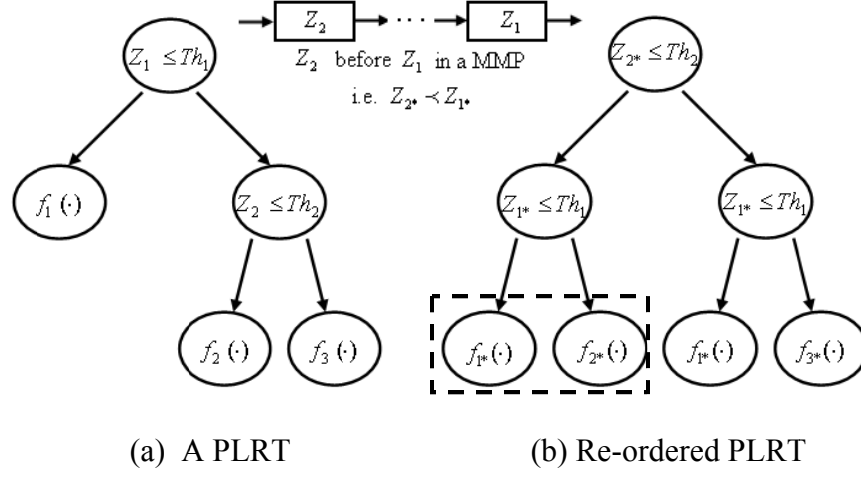 Z₂ ··· Z₁
Z₂ before Z₁ in a MMP
i.e. Z₂* ≺ Z₁*
Z₁ ≤ Th₁
f₁ (·)
Z₂ ≤ Th₂
f₂ (·)
f₃ (·)
(a) A PLRT
Z₂* ≤ Th₂
Z₁* ≤ Th₁
Z₁* ≤ Th₁
f₁* (·)
f₂* (·)
f₁* (·)
f₃* (·)
(b) Re-ordered PLRT